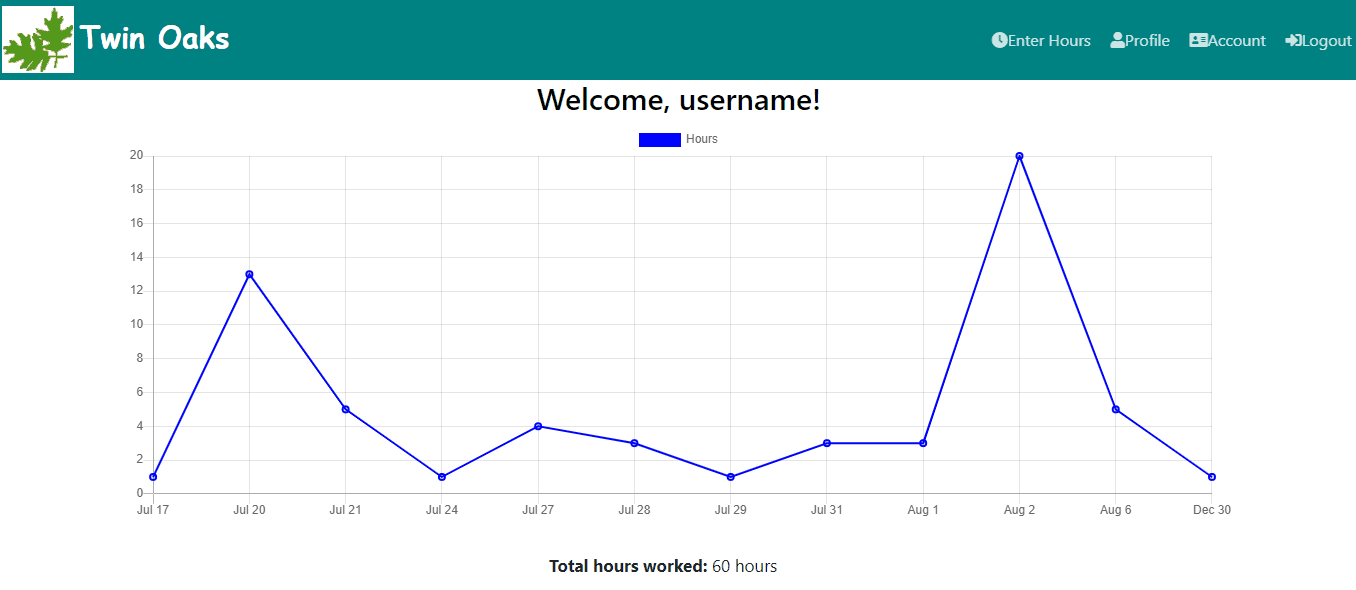 Twin Oaks
Enter Hours Profile Account Logout
Welcome, username!
Hours
20
18
16
14
12
10
8
6
4
2
0
Jul 17 Jul 20 Jul 21 Jul 24 Jul 27 Jul 28 Jul 29 Jul 31 Aug 1 Aug 2 Aug 6 Dec 30
Total hours worked: 60 hours